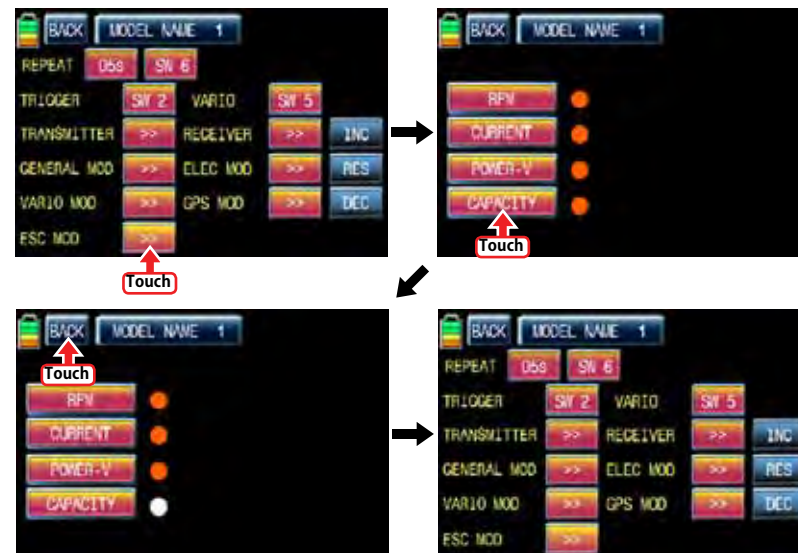 BACK MODEL NAME 1
REPEAT 05s SW 6
TRIGGER SW 2 VARIO SW 5
TRANSMITTER >> RECEIVER >> INC
GENERAL MOD >> ELEC MOD >> RES
VARIO MOD >> GPS MOD >> DEC
ESC MOD >>
Touch
BACK MODEL NAME 1
RPM
CURRENT
POWER-V
CAPACITY
Touch
BACK MODEL NAME 1
Touch
RPM
CURRENT
POWER-V
CAPACITY
BACK MODEL NAME 1
REPEAT 05s SW 6
TRIGGER SW 2 VARIO SW 5
TRANSMITTER >> RECEIVER >> INC
GENERAL MOD >> ELEC MOD >> RES
VARIO MOD >> GPS MOD >> DEC
ESC MOD >>